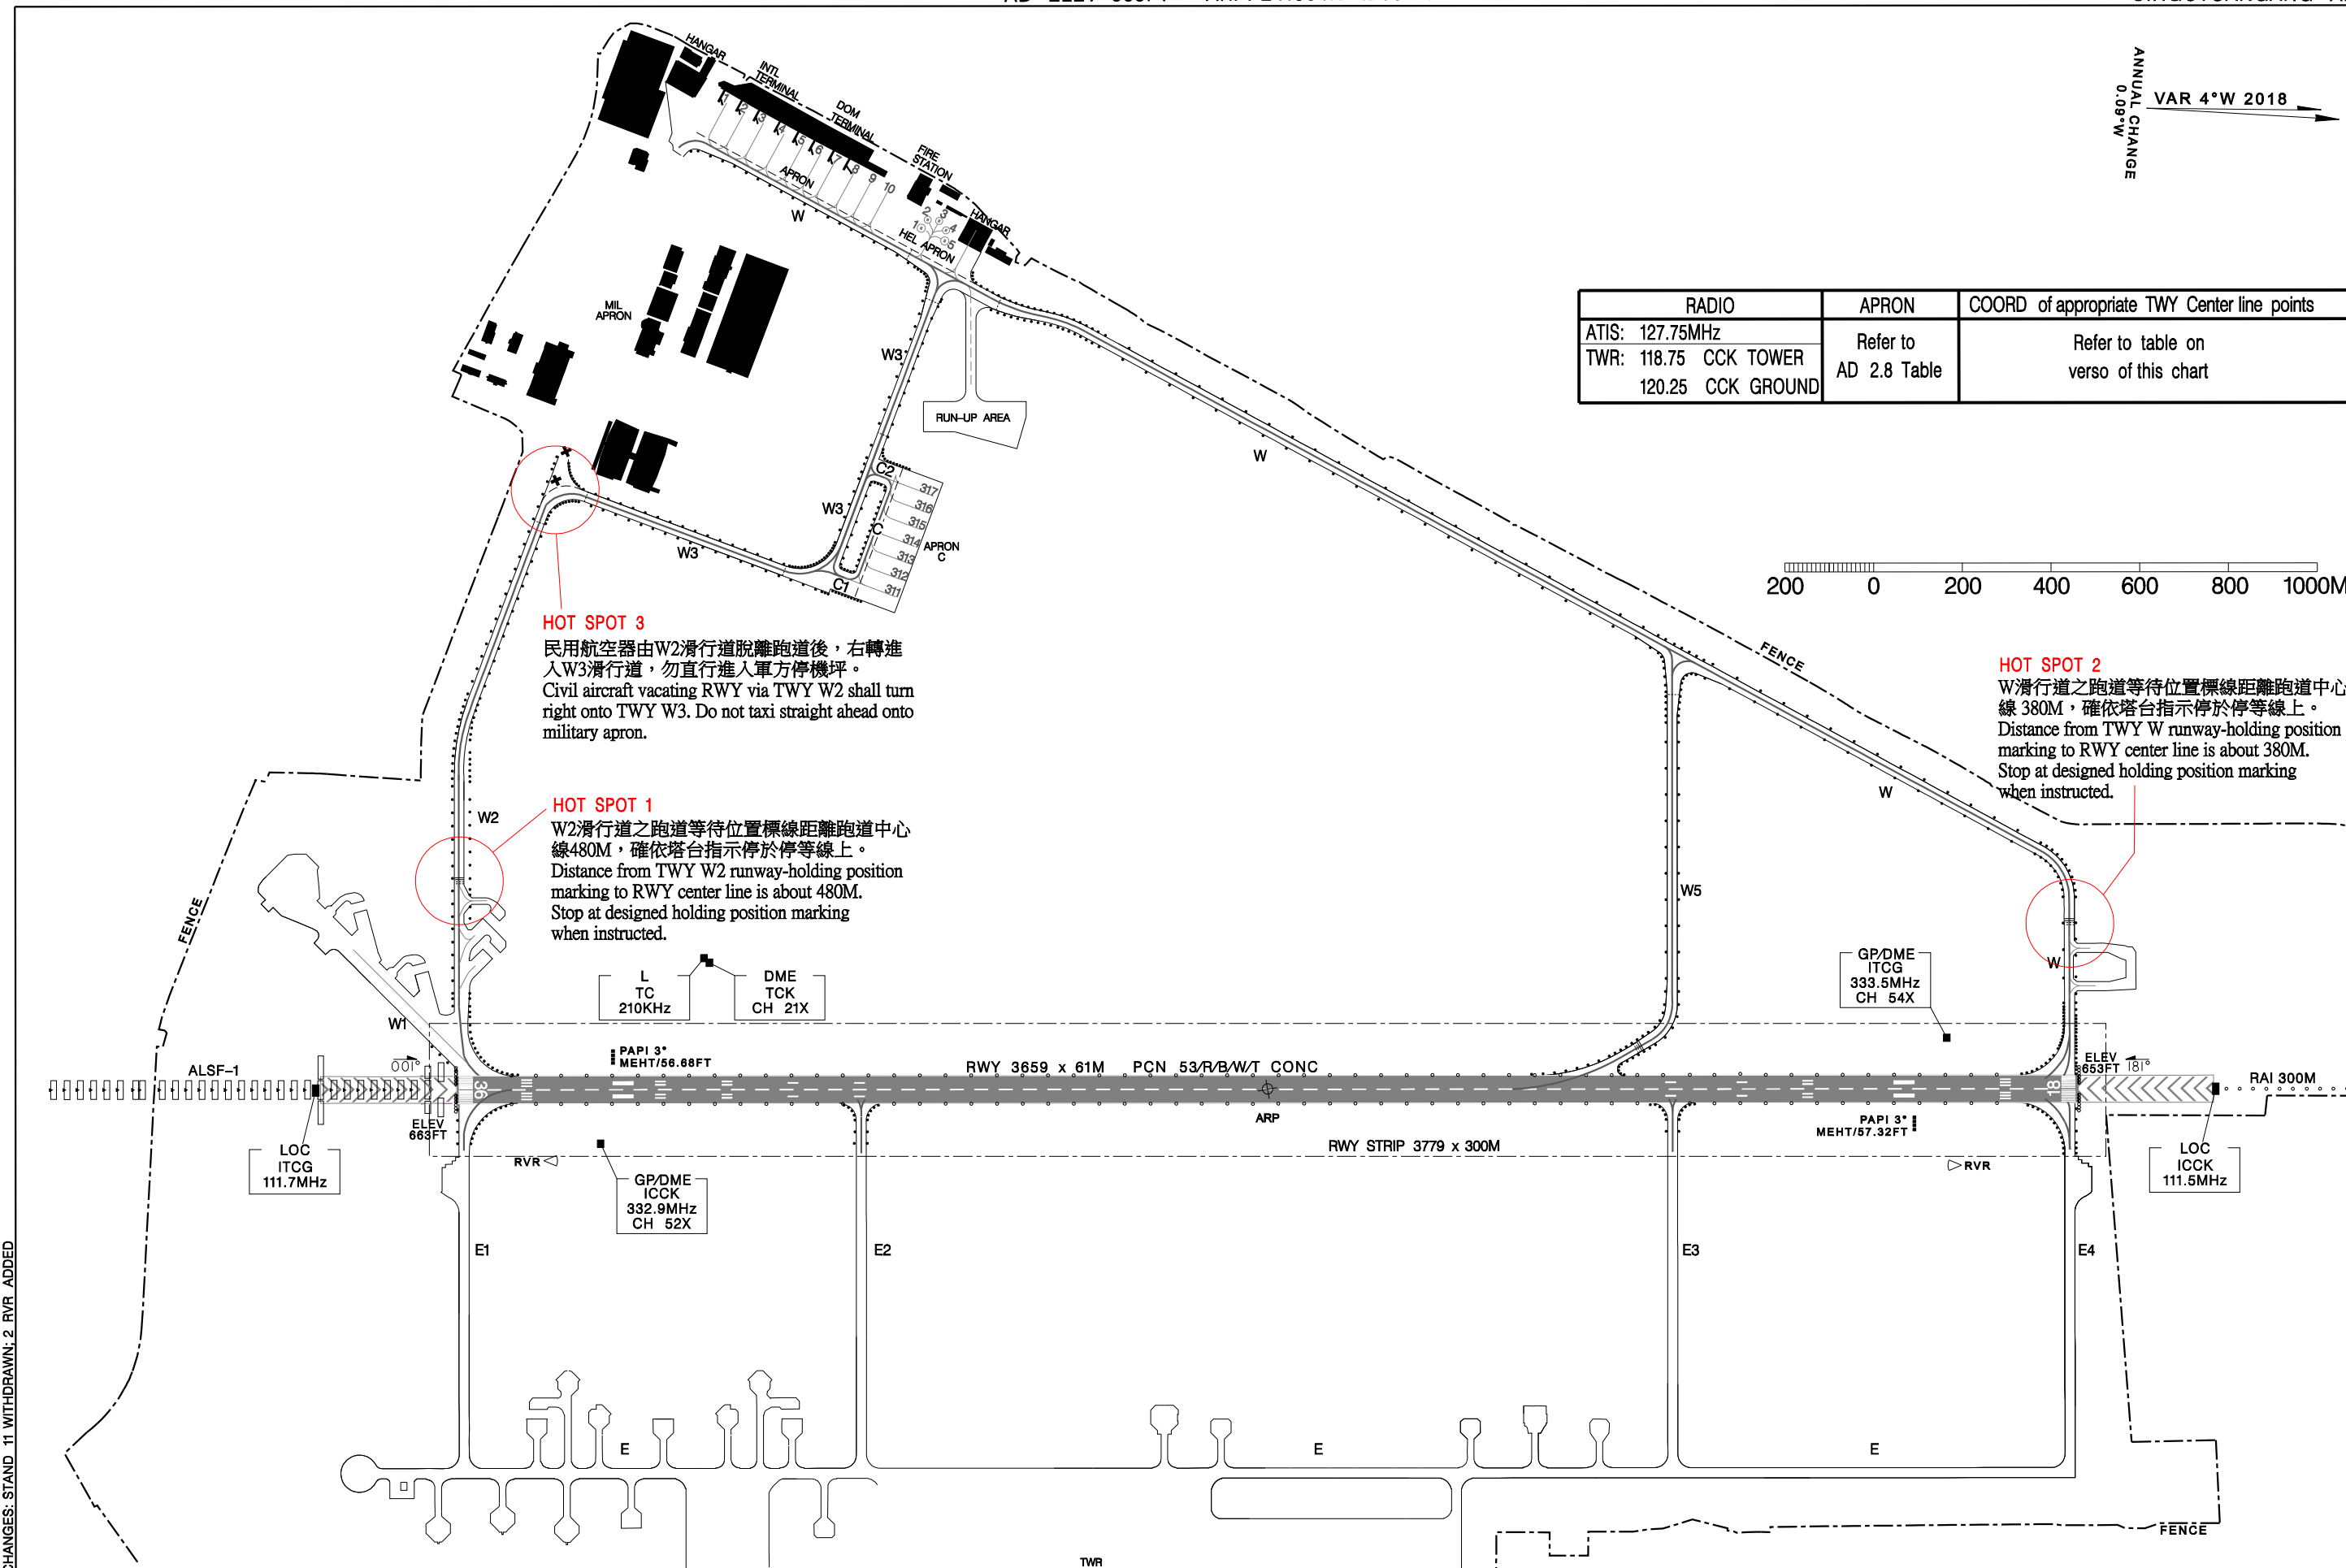 ANNUAL CHANGE
0.09°W
VAR 4°W 2018
HANGAR
INTL
TERMINAL
DOM
TERMINAL
FIRE
STATION
HANGAR
1
2
3
4
5
6
7
8
9
10
APRON
W
1
2
3
4
5
HEL APRON
MIL
APRON
W3
RUN-UP AREA
RADIO
APRON
COORD of appropriate TWY Center line points
ATIS: 127.75MHz
TWR: 118.75 CCK TOWER
120.25 CCK GROUND
Refer to
AD 2.8 Table
Refer to table on
verso of this chart
W
C2
317
316
315
314
313
312
311
W3
C
APRON
C
W3
C1
200
0
200
400
600
800
1000M
HOT SPOT 3
民用航空器由W2滑行道脫離跑道後，右轉進
入W3滑行道，勿直行進入軍方停機坪。
Civil aircraft vacating RWY via TWY W2 shall turn
right onto TWY W3. Do not taxi straight ahead onto
military apron.
FENCE
HOT SPOT 2
W滑行道之跑道等待位置標線距離跑道中心
線 380M，確依塔台指示停於停等線上。
Distance from TWY W runway-holding position
marking to RWY center line is about 380M.
Stop at designed holding position marking
when instructed.
W
W2
HOT SPOT 1
W2滑行道之跑道等待位置標線距離跑道中心
線480M，確依塔台指示停於停等線上。
Distance from TWY W2 runway-holding position
marking to RWY center line is about 480M.
Stop at designed holding position marking
when instructed.
W5
FENCE
W
L
TC
210KHz
DME
TCK
CH 21X
GP/DME
ITCG
333.5MHz
CH 54X
W1
ALSF-1
001°
PAPI 3°
MEHT/56.68FT
RWY 3659 x 61M PCN 53/R/B/W/T CONC
ELEV
653FT
181°
RAI 300M
36
18
ELEV
663FT
ARP
PAPI 3°
MEHT/57.32FT
RWY STRIP 3779 x 300M
LOC
ITCG
111.7MHz
RVR
GP/DME
ICCK
332.9MHz
CH 52X
RVR
LOC
ICCK
111.5MHz
E1
E2
E3
E4
E
E
E
FENCE
TWR
CHANGES: STAND 11 WITHDRAWN; 2 RVR ADDED